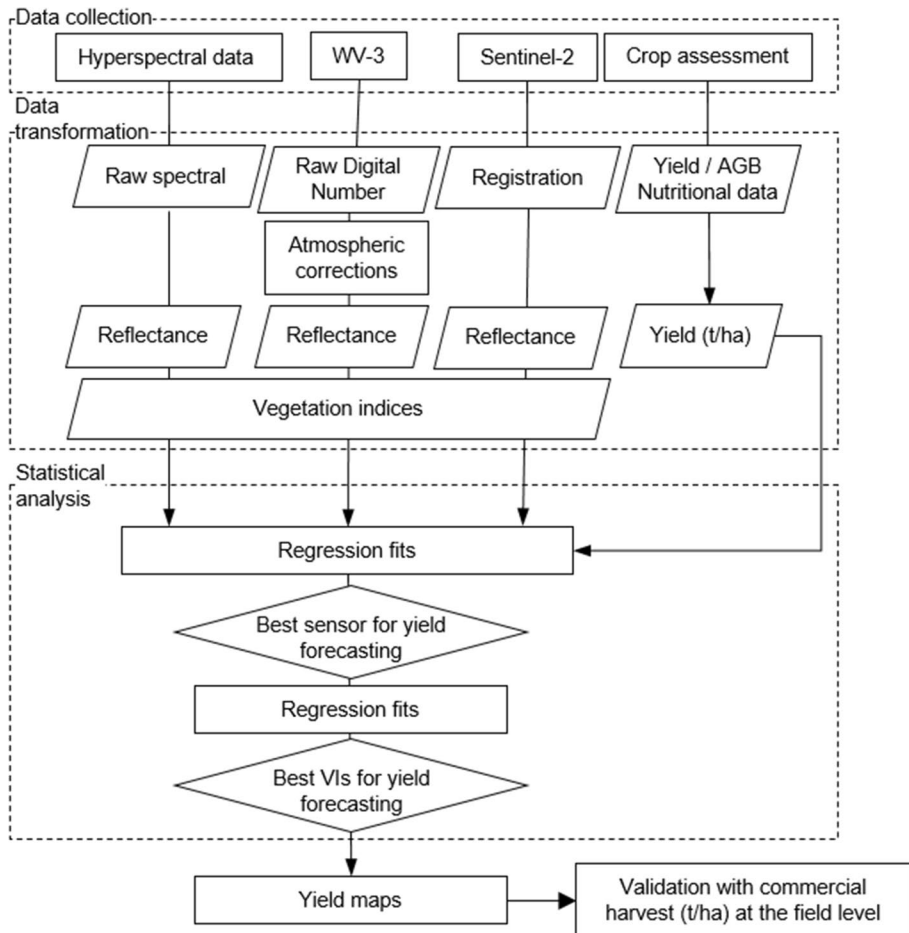 Data collection
Hyperspectral data
WV-3
Sentinel-2
Crop assessment
Data
transformation
Raw spectral
Raw Digital
Number
Registration
Yield / AGB
Nutritional data
Atmospheric
corrections
Reflectance
Reflectance
Reflectance
Yield (t/ha)
Vegetation indices
Statistical
analysis
Regression fits
Best sensor for yield
forecasting
Regression fits
Best VIs for yield
forecasting
Yield maps
Validation with commercial
harvest (t/ha) at the field level